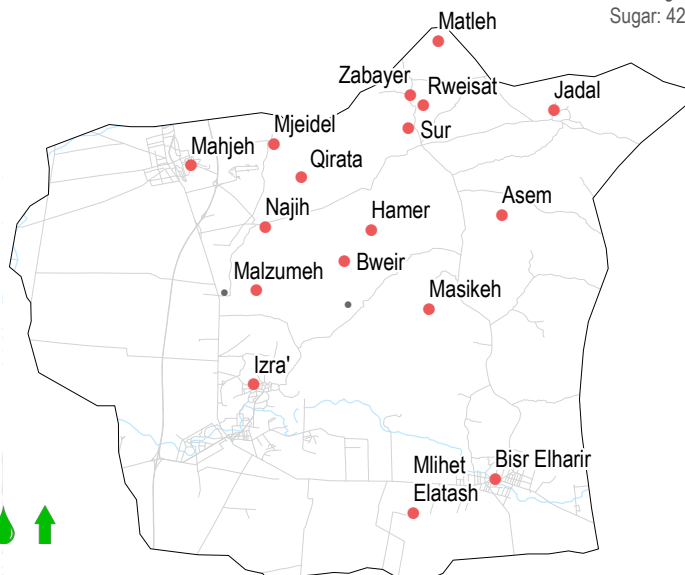 Sugar: 42
Matleh
Zabayer
Rweisat
Jadal
Sur
Mjeidel
Mahjeh
Qirata
Najih
Hamer
Asem
Bweir
Malzumeh
Masikeh
Izra'
Mlihet
Elatash
Bisr Elharir